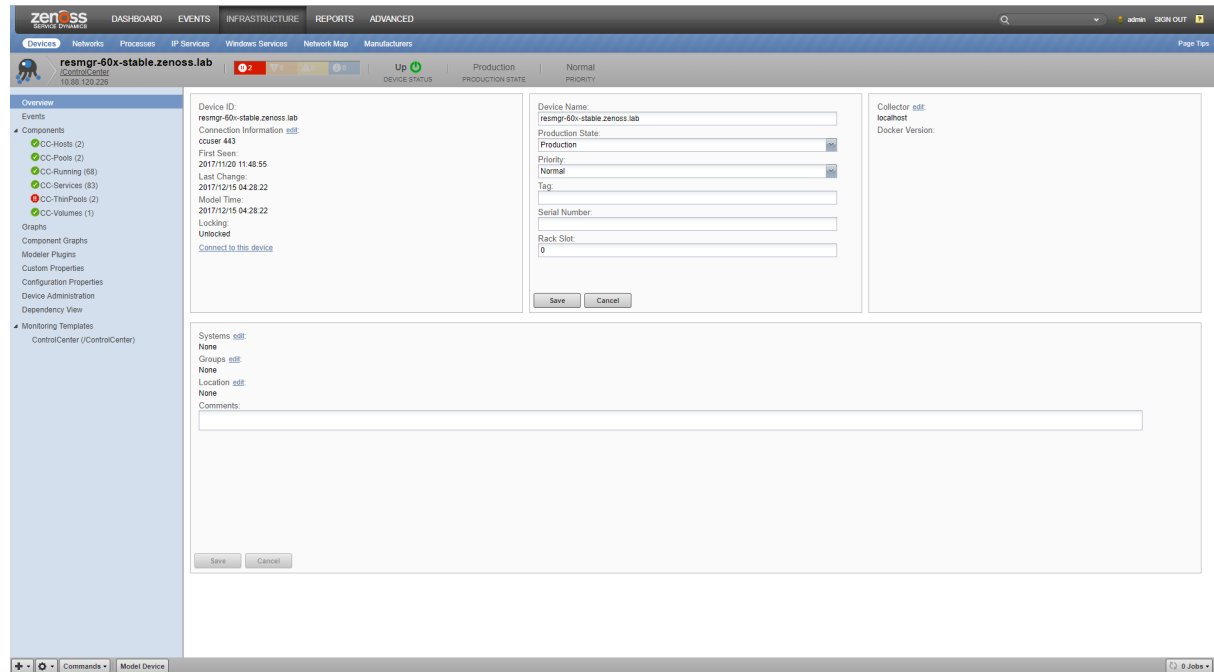 zenoss
SERVICE DYNAMICS
DASHBOARD EVENTS INFRASTRUCTURE REPORTS ADVANCED
admin SIGN OUT ?
Devices Networks Processes IP Services Windows Services Network Map Manufacturers
Page Tips
resmgr-60x-stable.zenoss.lab
/ControlCenter
10.88.120.226
2 0 0 0
Up
DEVICE STATUS
Production
PRODUCTION STATE
Normal
PRIORITY
Overview
Events
Components
CC-Hosts (2)
CC-Pools (2)
CC-Running (68)
CC-Services (83)
CC-ThinPools (2)
CC-Volumes (1)
Graphs
Component Graphs
Modeler Plugins
Custom Properties
Configuration Properties
Device Administration
Dependency View
Monitoring Templates
ControlCenter (/ControlCenter)
Device ID:
resmgr-60x-stable.zenoss.lab
Connection Information edit:
ccuser 443
First Seen:
2017/11/20 11:48:55
Last Change:
2017/12/15 04:28:22
Model Time:
2017/12/15 04:28:22
Locking:
Unlocked
Connect to this device
Device Name:
resmgr-60x-stable.zenoss.lab
Production State:
Production
Priority:
Normal
Tag:
Serial Number:
Rack Slot:
0
Save Cancel
Collector edit:
localhost
Docker Version:
Systems edit:
None
Groups edit:
None
Location edit:
None
Comments:
Save Cancel
Commands Model Device
0 Jobs